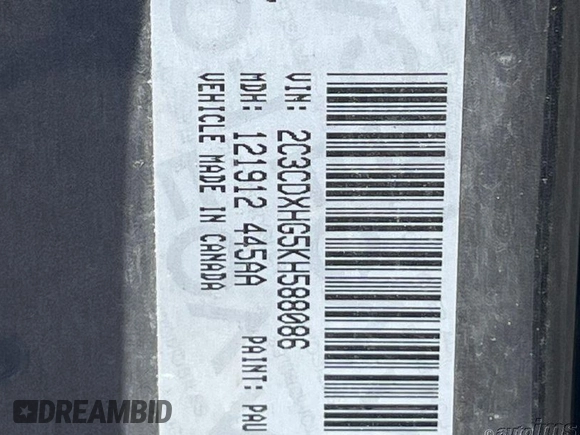 VIN: 2C3CDXHG5KH588086
MDH: 121912 445AA PAINT: PAU
VEHICLE MADE IN CANADA
DREAMBID